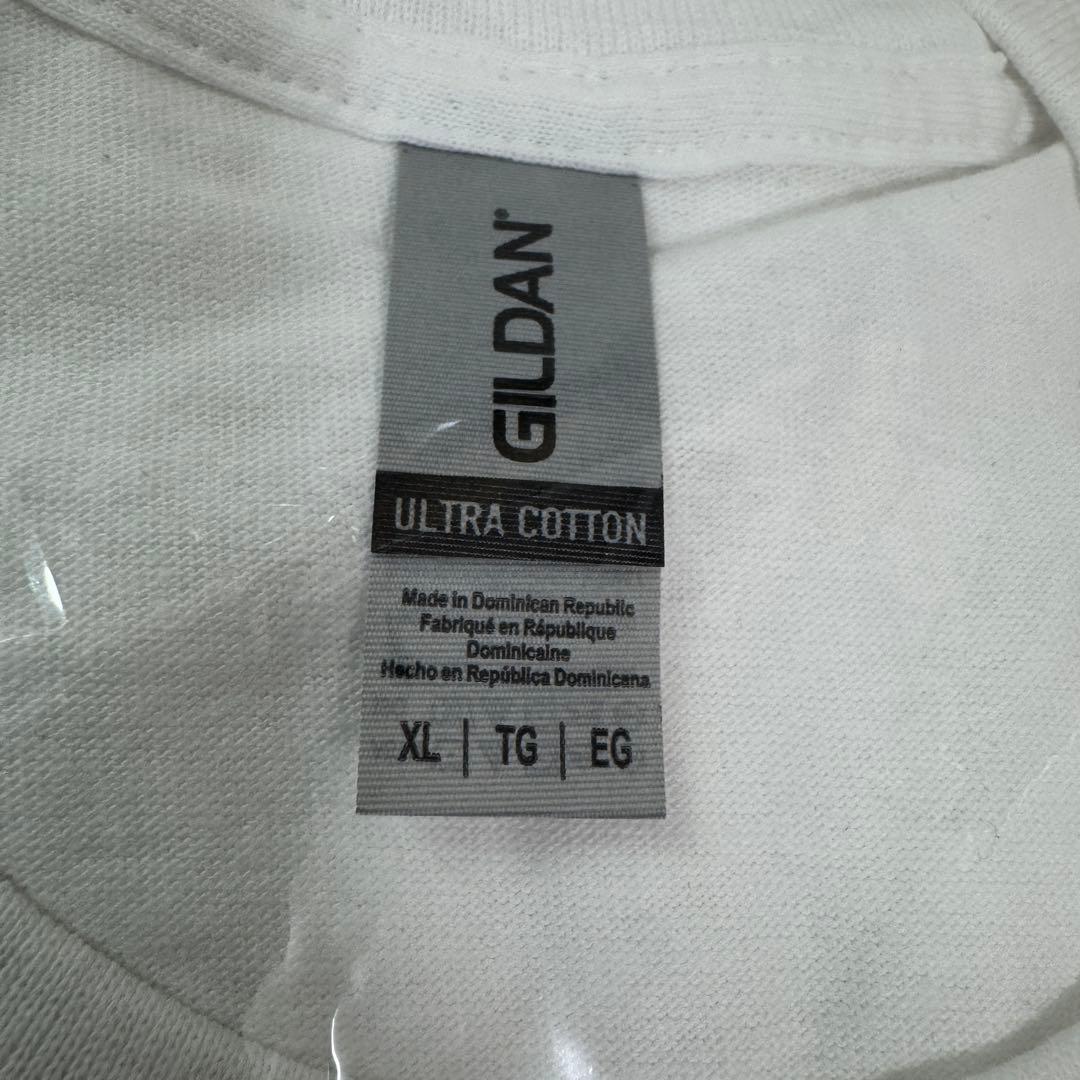 GILDAN®
ULTRA COTTON
Made in Dominican Republic
Fabriqué en République
Dominicaine
Hecho en República Dominicana
XL | TG | EG